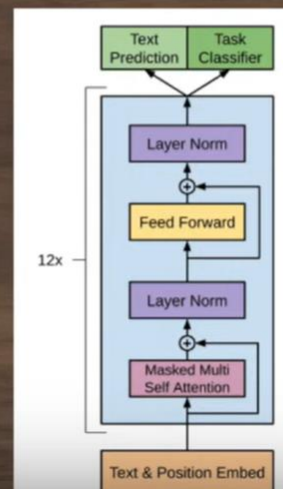 Text
Prediction
Task
Classifier
Layer Norm
Feed Forward
12x
Layer Norm
Masked Multi
Self Attention
Text & Position Embed